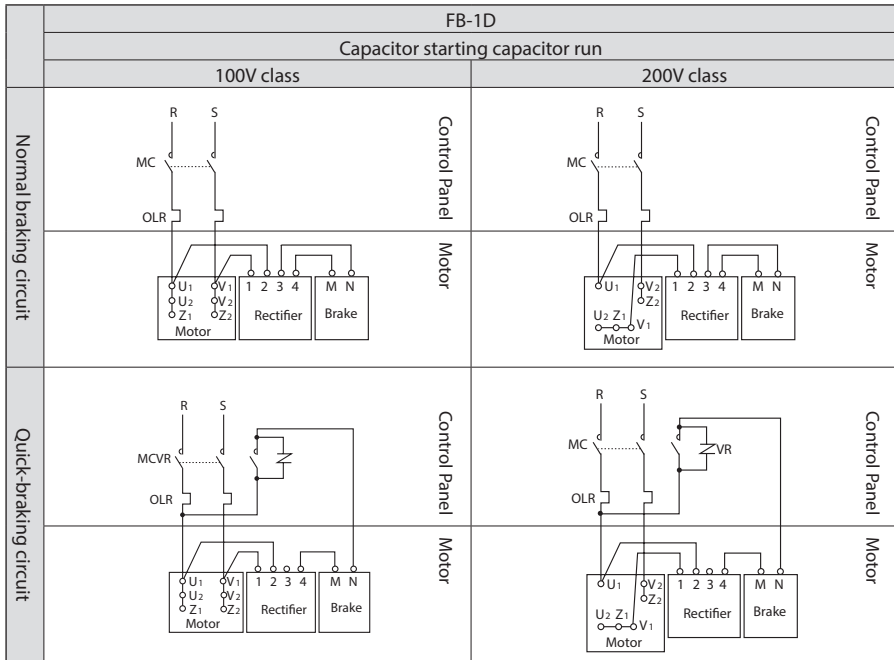 FB-1D
Capacitor starting capacitor run
100V class
200V class
Normal braking circuit
R S
MC
OLR
Control Panel
U1 V1 1 2 3 4 M N
U2 V2
Z1 Z2
Motor Rectifier Brake
Motor
R S
MC
OLR
Control Panel
U1 V2 1 2 3 4 M N
Z2
U2 Z1 V1
Motor Rectifier Brake
Motor
Quick-braking circuit
R S
MCVR
OLR
Control Panel
U1 V1 1 2 3 4 M N
U2 V2
Z1 Z2
Motor Rectifier Brake
Motor
R S
MC VR
OLR
Control Panel
U1 V2 1 2 3 4 M N
Z2
U2 Z1 V1
Motor Rectifier Brake
Motor